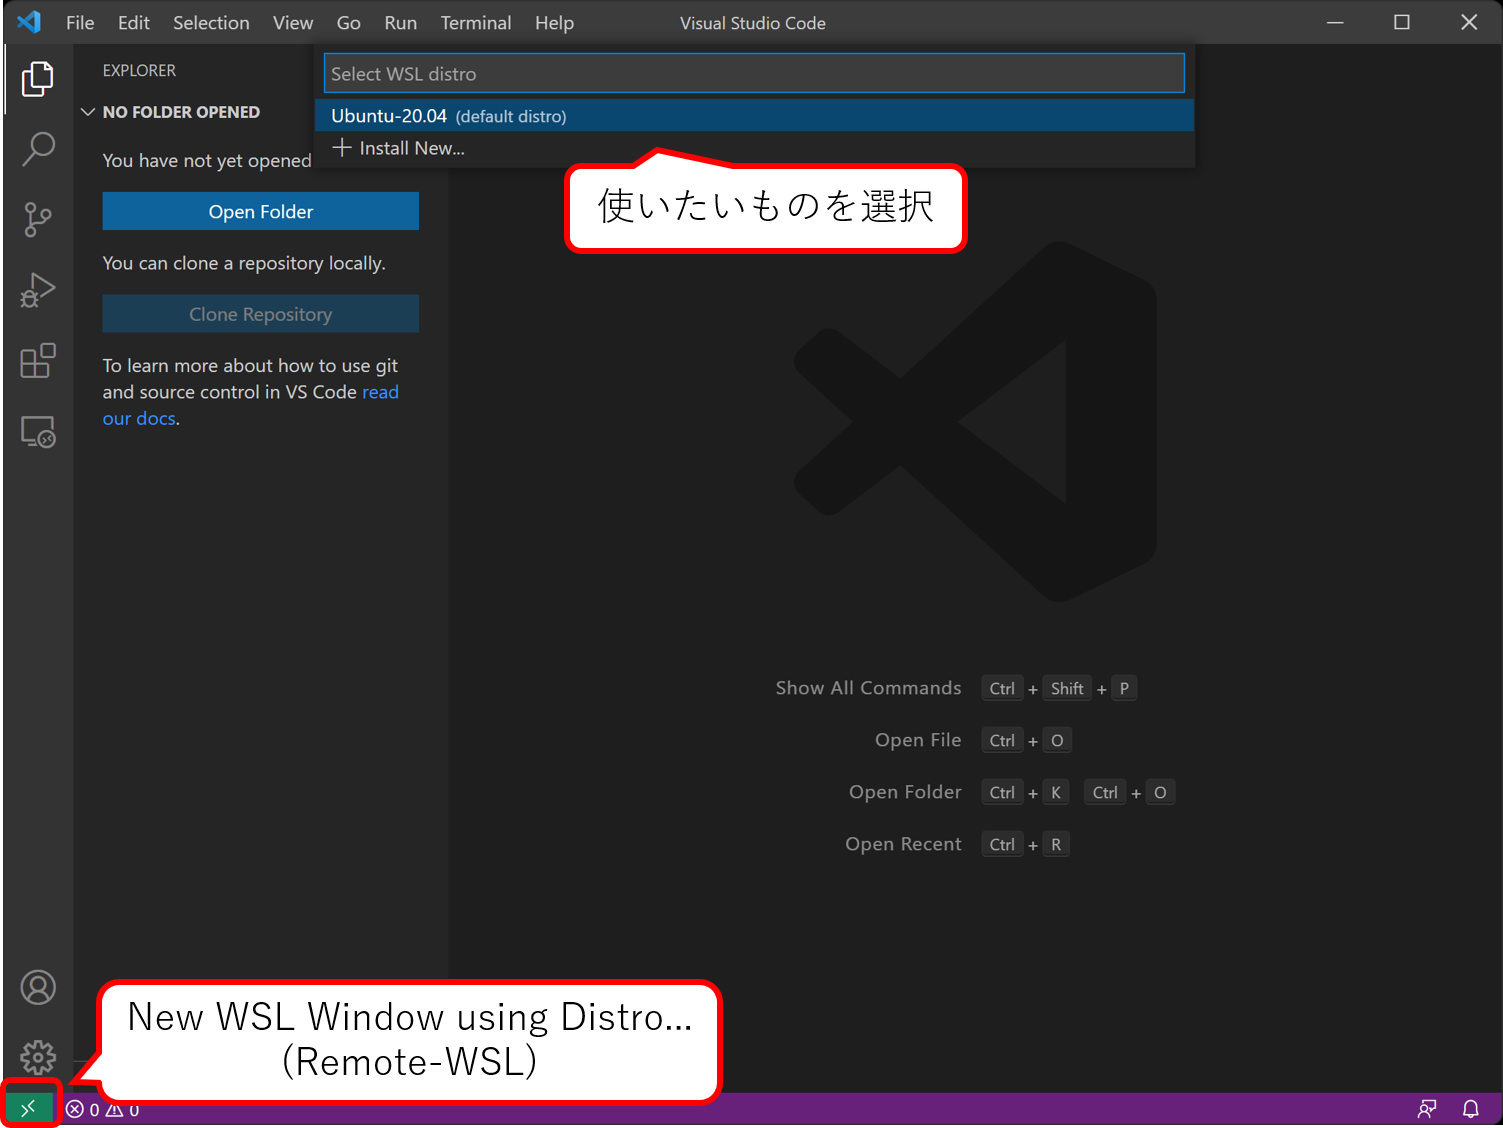 File Edit Selection View Go Run Terminal Help Visual Studio Code
EXPLORER
NO FOLDER OPENED
You have not yet opened
Open Folder
You can clone a repository locally.
Clone Repository
To learn more about how to use git
and source control in VS Code read
our docs.
Select WSL distro
Ubuntu-20.04 (default distro)
Install New...
使いたいものを選択
Show All Commands Ctrl + Shift + P
Open File Ctrl + O
Open Folder Ctrl + K Ctrl + O
Open Recent Ctrl + R
New WSL Window using Distro...
(Remote-WSL)
0 0